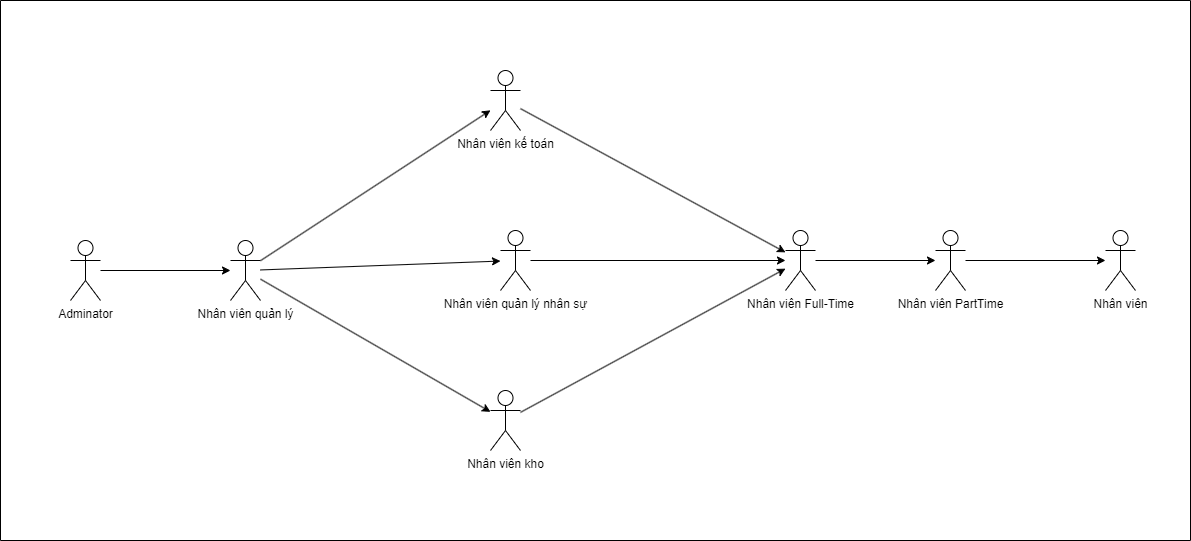 Nhân viên kế toán
Adminator
Nhân viên quản lý
Nhân viên quản lý nhân sự
Nhân viên Full-Time
Nhân viên PartTime
Nhân viên
Nhân viên kho